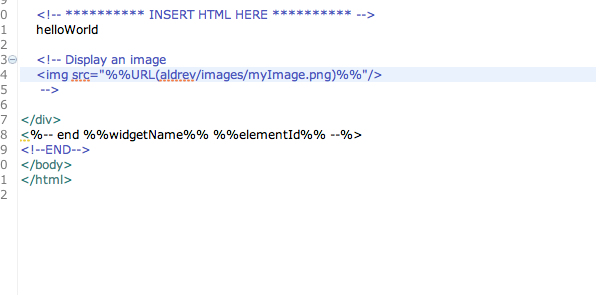 0 <!-- ********** INSERT HTML HERE ********** -->
1 helloWorld
2
3 <!-- Display an image
4 <img src="%%URL(aldrev/images/myImage.png)%%"/>
5 -->
6
7 </div>
8 <%-- end %%widgetName%% %%elementId%% --%>
9 <!--END-->
0 </body>
1 </html>
2